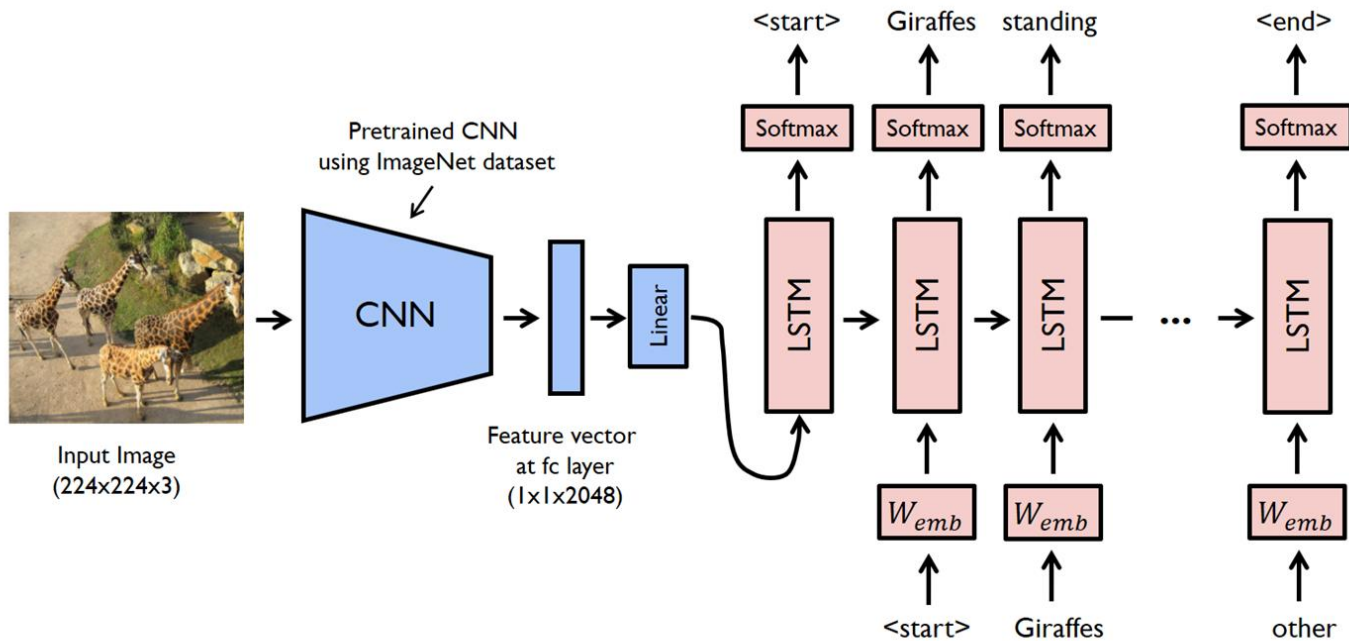 <start> Giraffes standing <end>
Softmax Softmax Softmax Softmax
Pretrained CNN
using ImageNet dataset
CNN
Linear
LSTM LSTM LSTM ... LSTM
Input Image
(224x224x3)
Feature vector
at fc layer
(1x1x2048)
W_emb W_emb W_emb
<start> Giraffes other